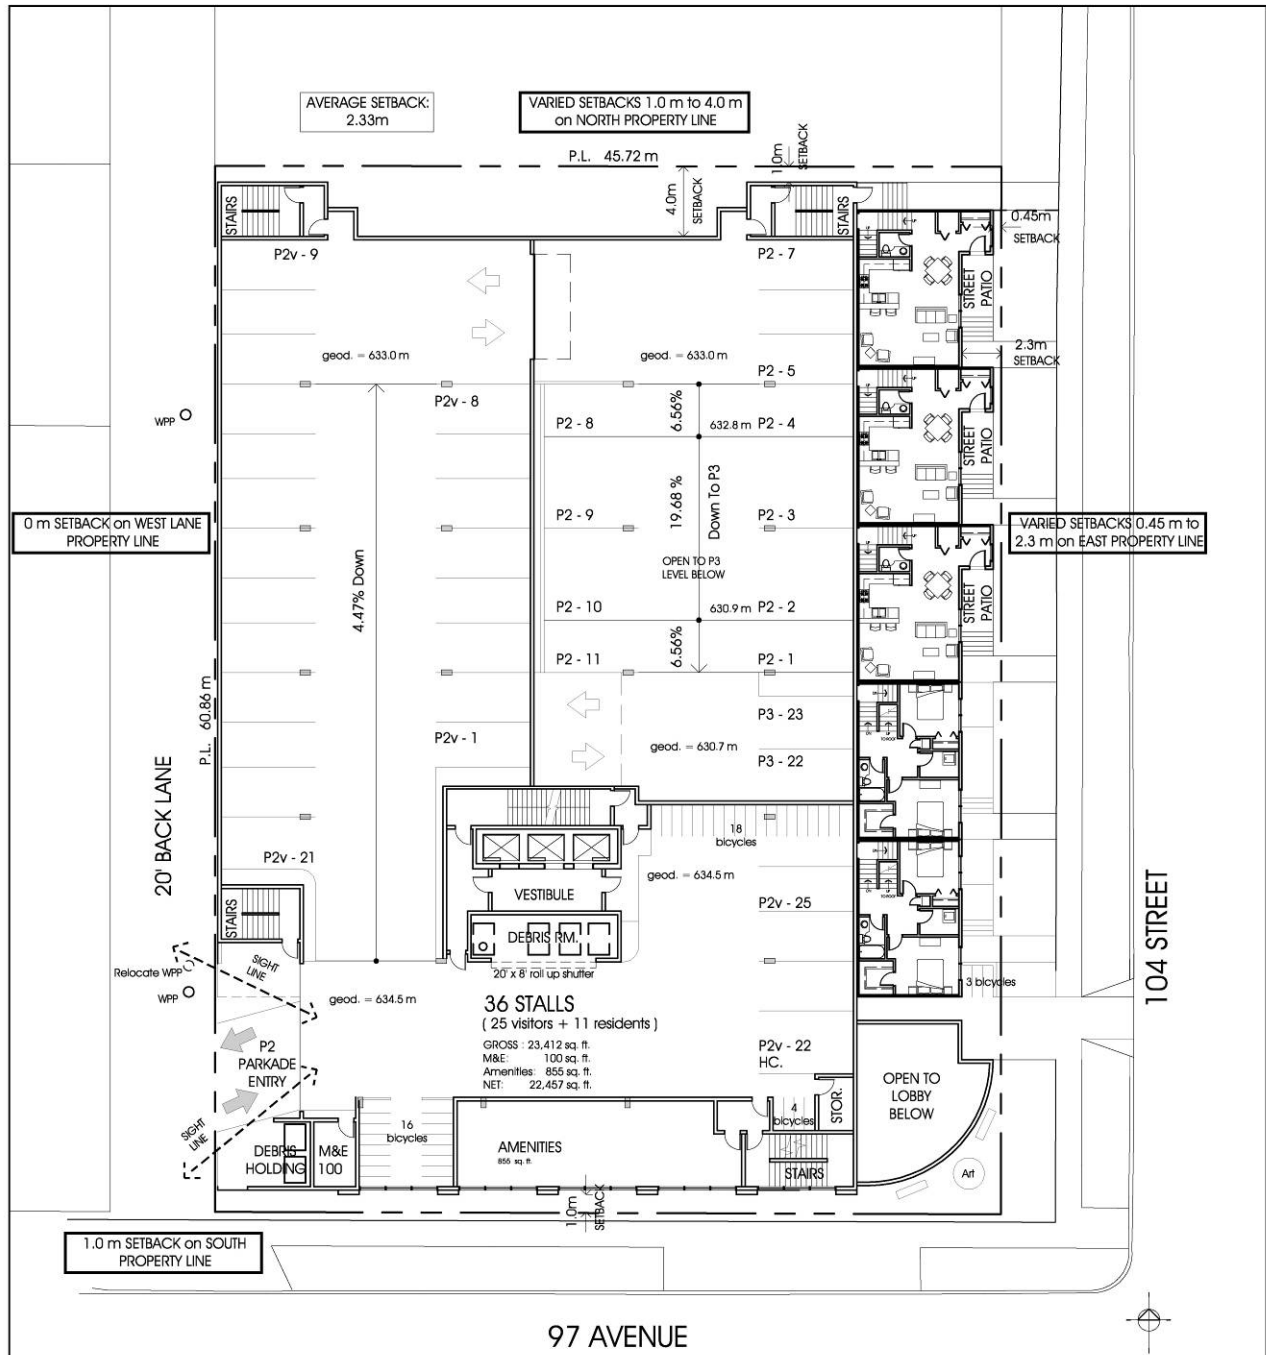 AVERAGE SETBACK:
2.33m
VARIED SETBACKS 1.0 m to 4.0 m
on NORTH PROPERTY LINE
P.L. 45.72 m
1.0m
SETBACK
4.0m
SETBACK
STAIRS
STAIRS
0.45m
SETBACK
P2v - 9
P2 - 7
STREET
PATIO
geod. = 633.0 m
geod. = 633.0 m
2.3m
SETBACK
P2 - 5
P2v - 8
6.56%
WPP
P2 - 8
632.8 m
P2 - 4
STREET
PATIO
19.68 %
Down To P3
0 m SETBACK on WEST LANE
PROPERTY LINE
P2 - 9
P2 - 3
VARIED SETBACKS 0.45 m to
2.3 m on EAST PROPERTY LINE
OPEN TO P3
LEVEL BELOW
4.47% Down
STREET
PATIO
P2 - 10
630.9 m
P2 - 2
6.56%
P2 - 11
P2 - 1
P.L. 60.86 m
P3 - 23
P2v - 1
geod. = 630.7 m
P3 - 22
20' BACK LANE
18
bicycles
P2v - 21
geod. = 634.5 m
VESTIBULE
P2v - 25
STAIRS
DEBRIS RM.
104 STREET
SIGHT
LINE
Relocate WPP
20' x 8' roll up shutter
3 bicycles
WPP
geod. = 634.5 m
36 STALLS
( 25 visitors + 11 residents )
GROSS : 23,412 sq. ft.
M&E: 100 sq. ft.
Amenities: 855 sq. ft.
NET: 22,457 sq. ft.
P2
PARKADE
ENTRY
P2v - 22
HC.
OPEN TO
LOBBY
BELOW
STOR.
SIGHT
LINE
16
bicycles
4
bicycles
DEBRIS
HOLDING
M&E
100
AMENITIES
855 sq. ft.
STAIRS
Art
1.0m
SETBACK
1.0 m SETBACK on SOUTH
PROPERTY LINE
97 AVENUE